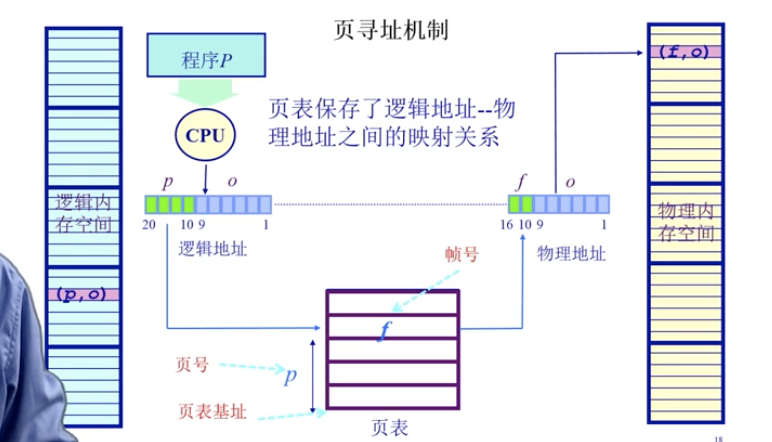 页寻址机制
程序P
CPU
页表保存了逻辑地址--物
理地址之间的映射关系
(f,o)
p o
f o
逻辑内
存空间
20 10 9 1
逻辑地址
16 10 9 1
物理地址
物理内
存空间
帧号
(p,o)
f
页号
p
页表基址
页表
18